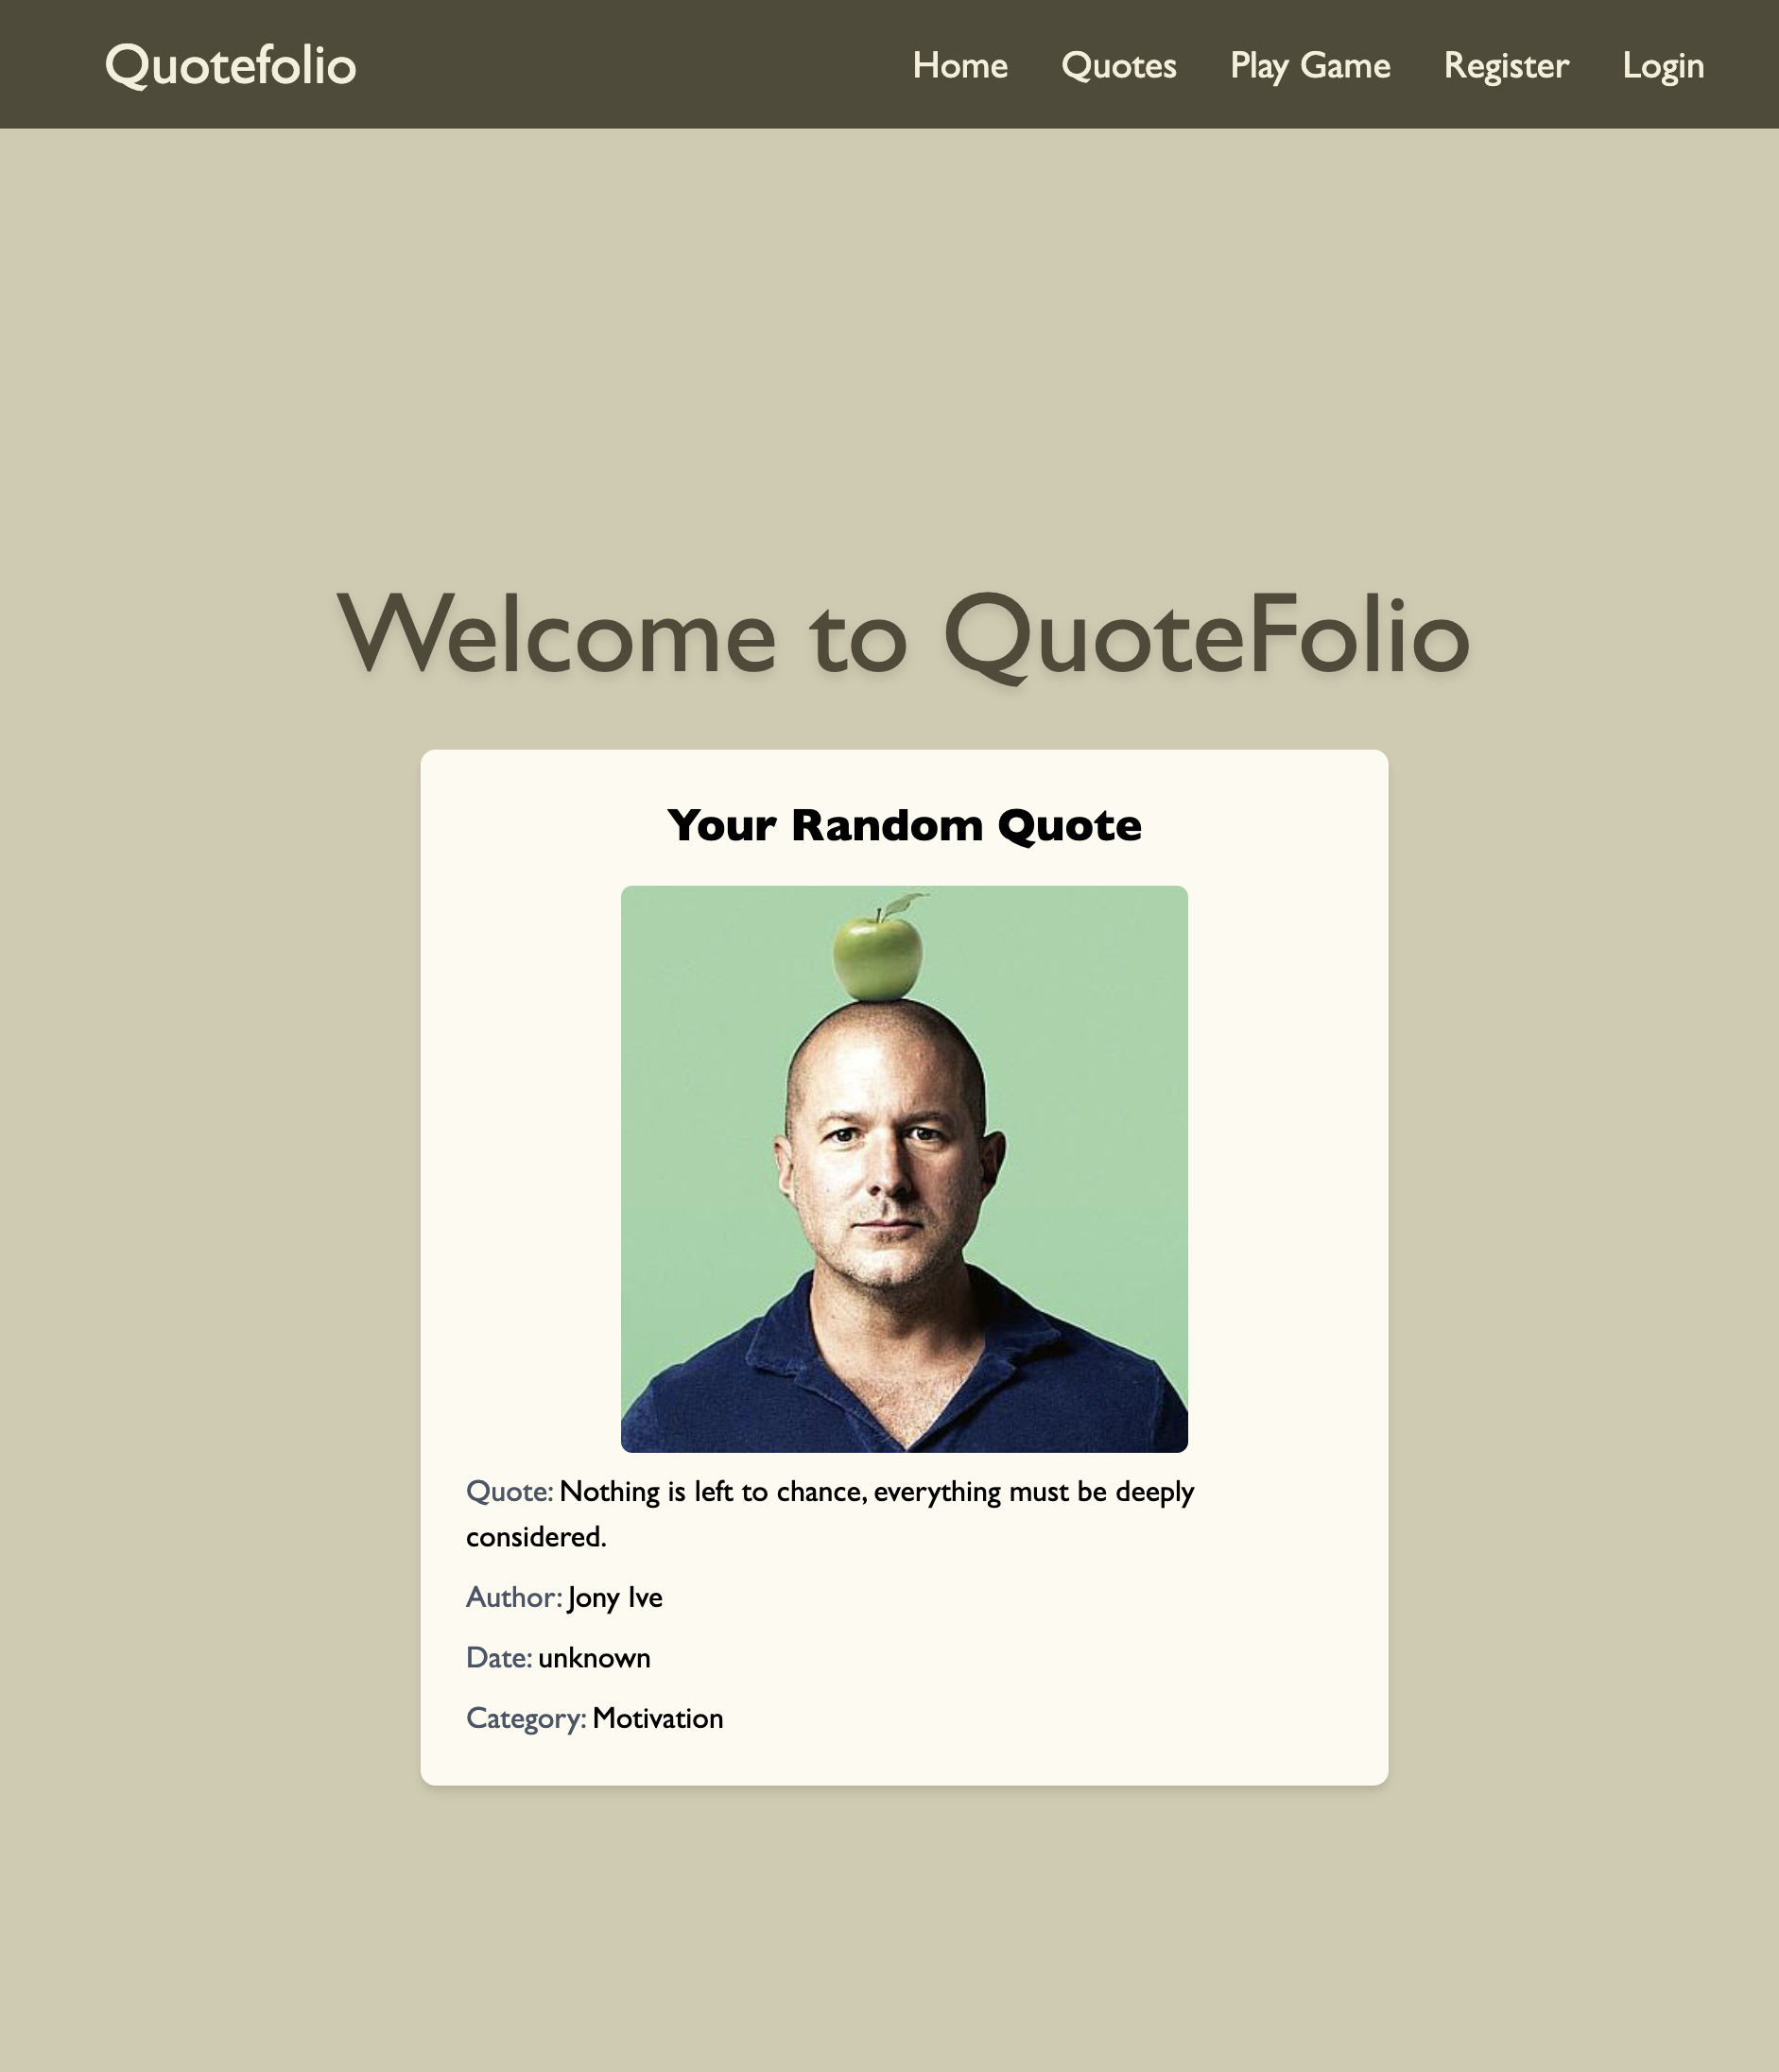 Quotefolio
Home Quotes Play Game Register Login
Welcome to QuoteFolio
Your Random Quote
Quote: Nothing is left to chance, everything must be deeply
considered.
Author: Jony Ive
Date: unknown
Category: Motivation